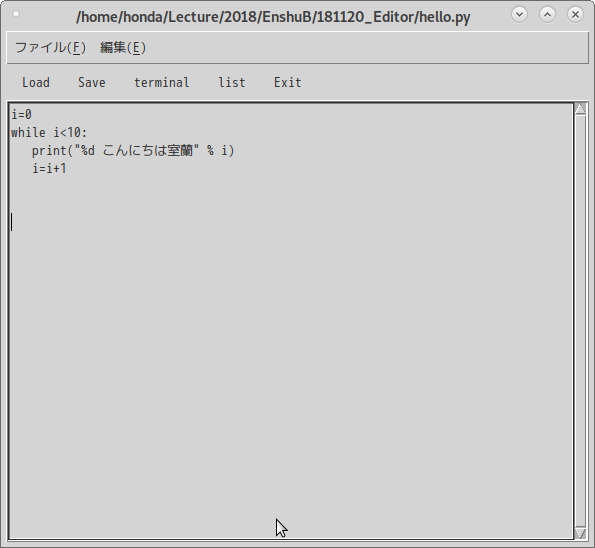 /home/honda/Lecture/2018/EnshuB/181120_Editor/hello.py
ファイル(F) 編集(E)
Load Save terminal list Exit
i=0
while i<10:
   print("%d こんにちは室蘭" % i)
   i=i+1